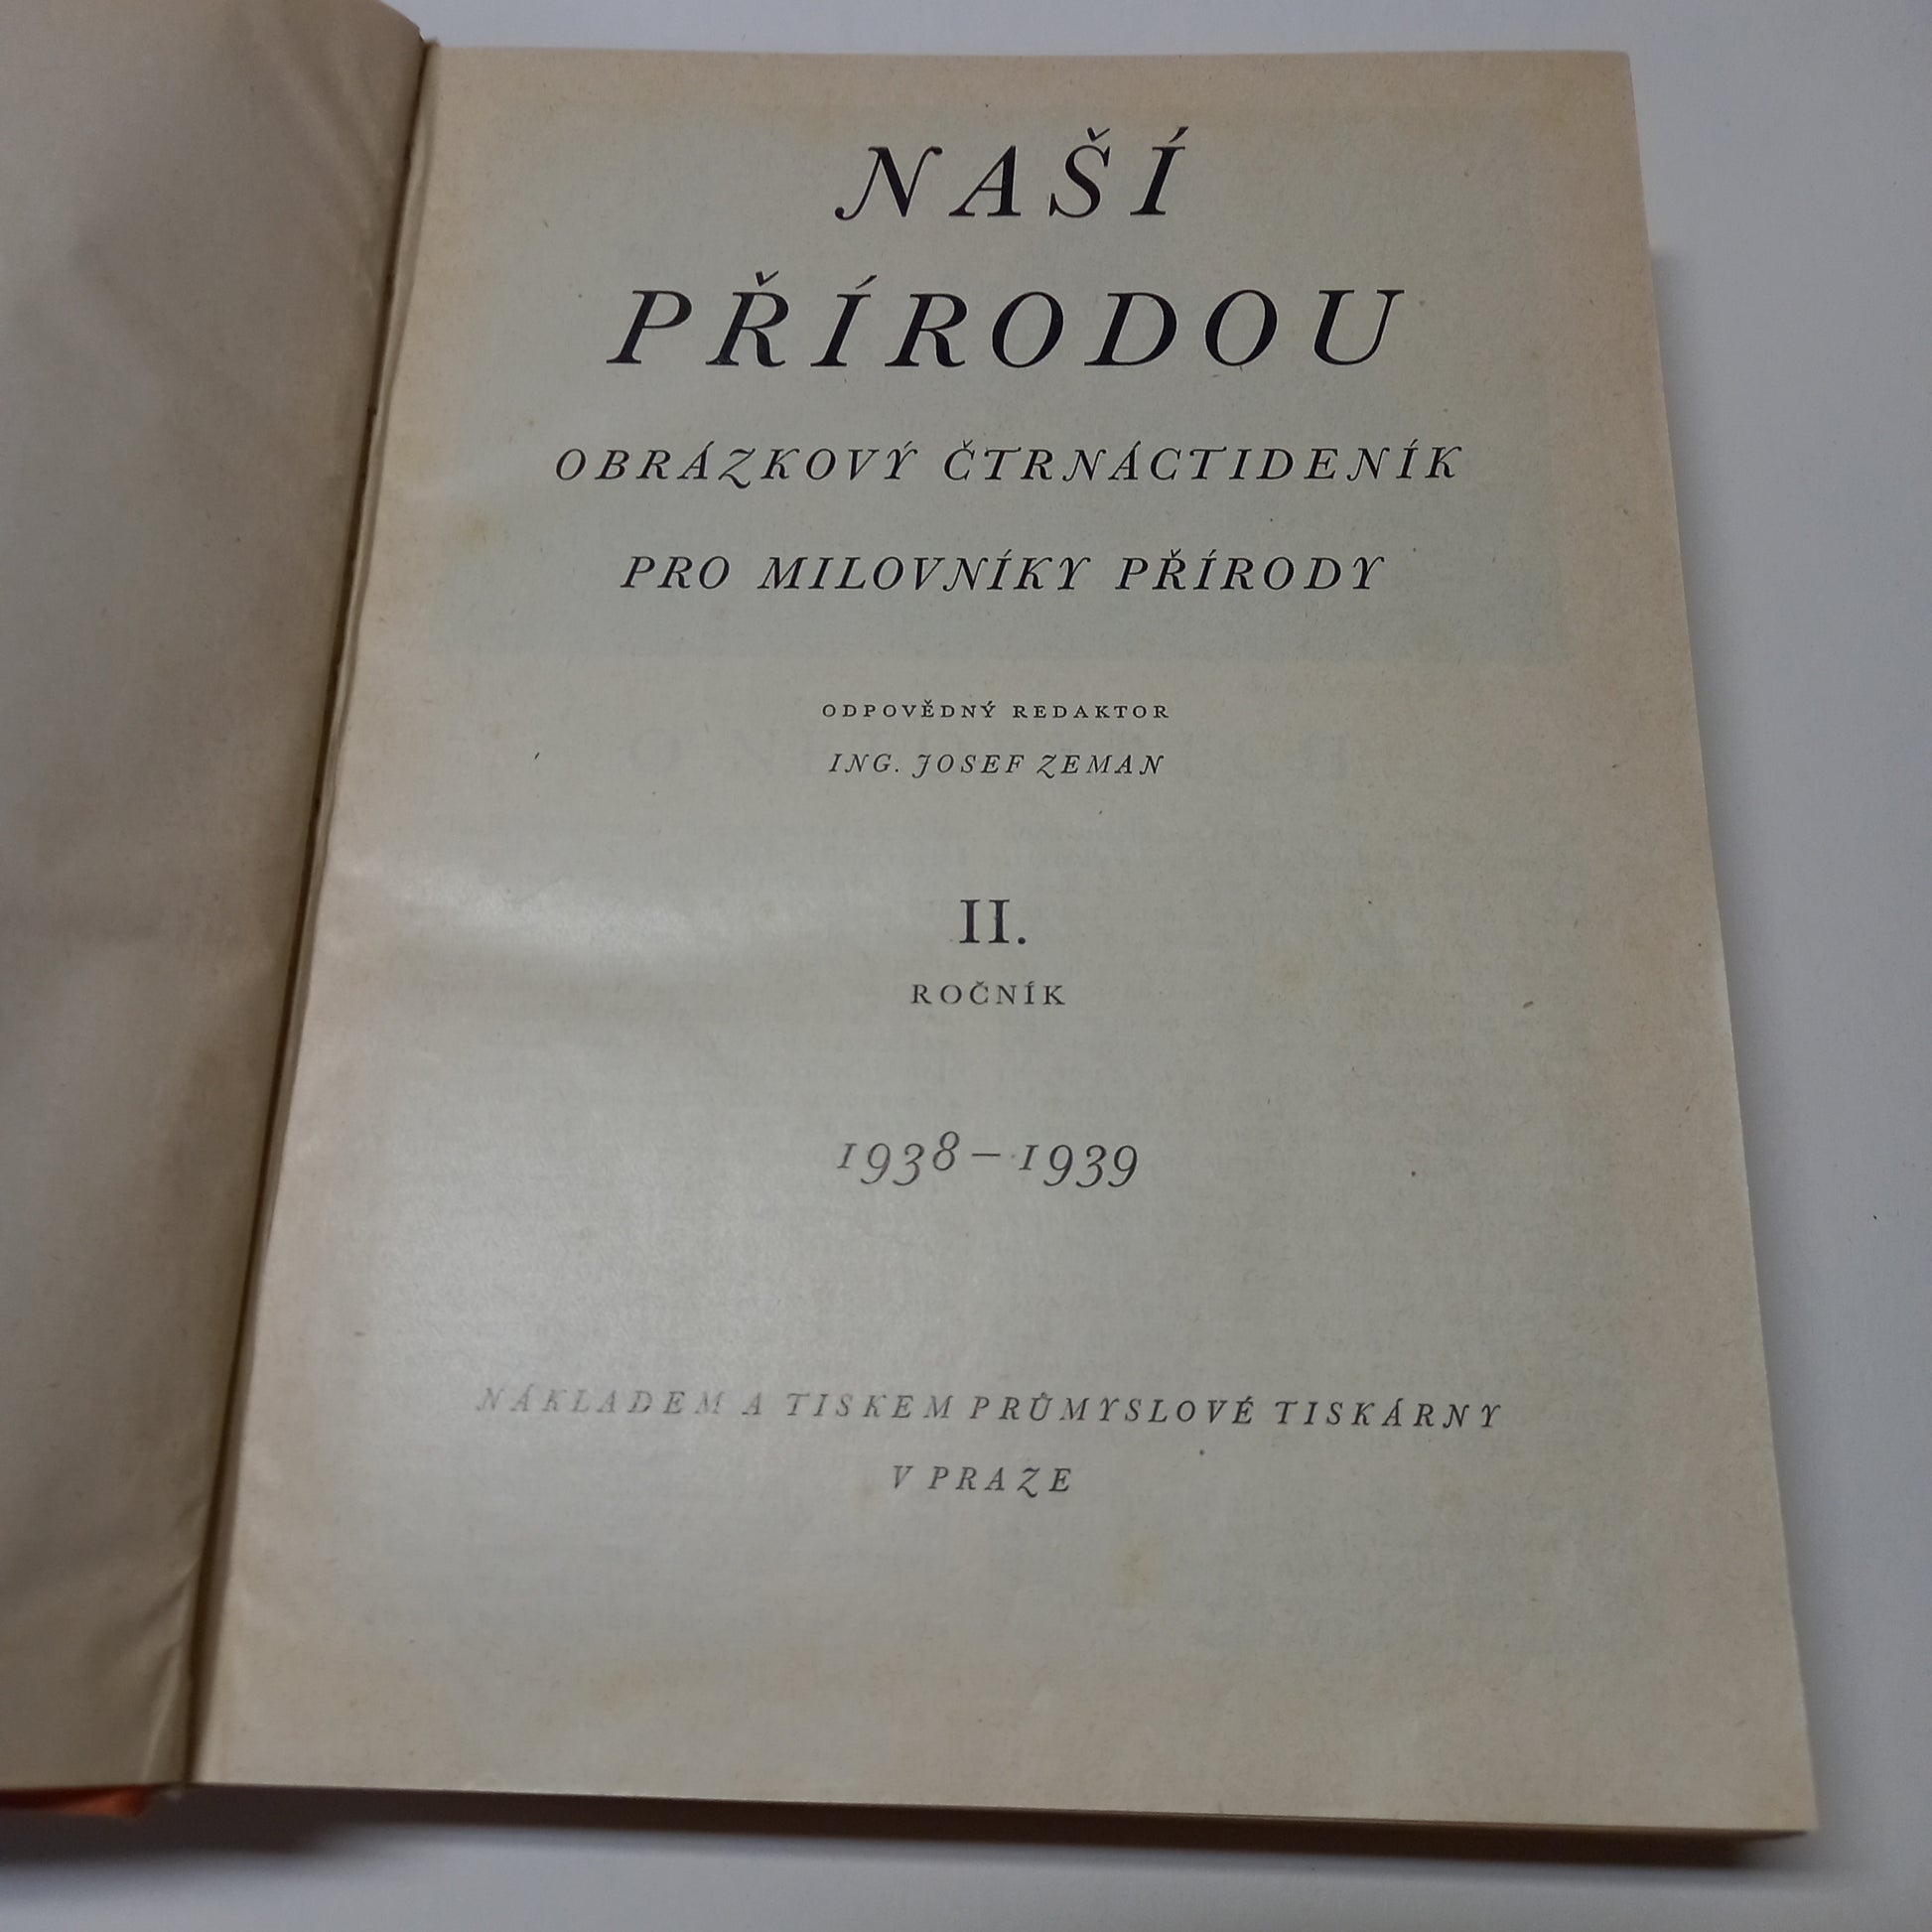 NAŠÍ
PŘÍRODOU
OBRÁZKOVÝ ČTRNÁCTIDENÍK
PRO MILOVNÍKY PŘÍRODY
ODPOVĚDNÝ REDAKTOR
ING. JOSEF ZEMAN
II.
ROČNÍK
1938–1939
NÁKLADEM A TISKEM PRŮMYSLOVÉ TISKÁRNY
V PRAZE